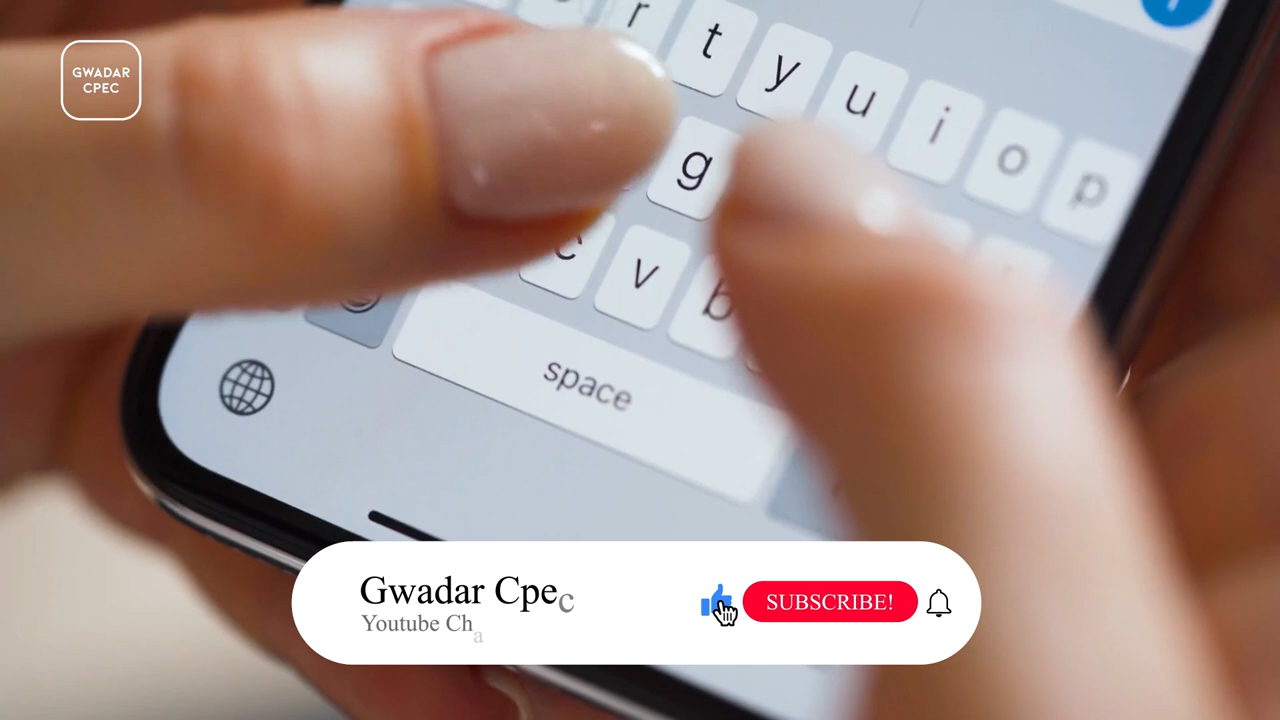 GWADAR
CPEC
r
t y u i o p
g
c v b
space
Gwadar Cpec
Youtube Cha
SUBSCRIBE!